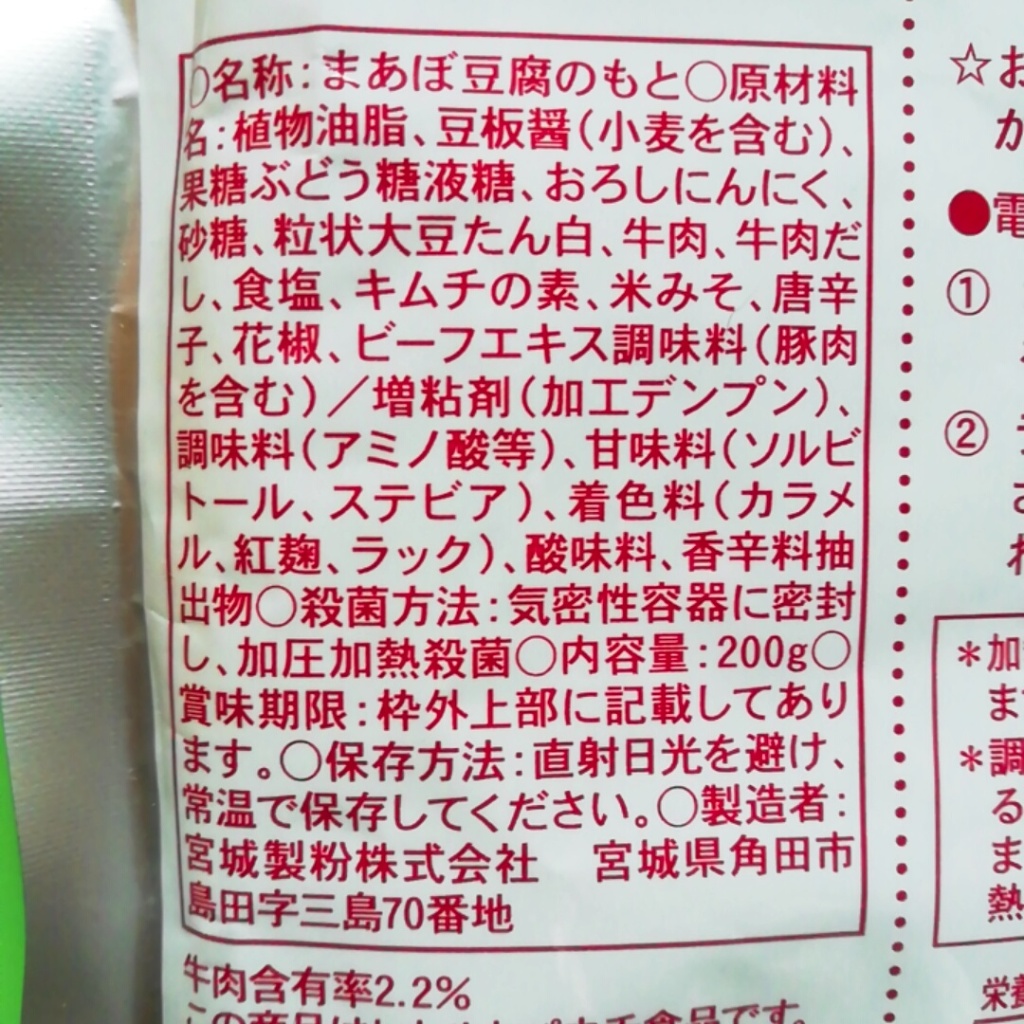 ○名称:まあぼ豆腐のもと○原材料
名:植物油脂、豆板醤(小麦を含む)、
果糖ぶどう糖液糖、おろしにんにく、
砂糖、粒状大豆たん白、牛肉、牛肉だ
し、食塩、キムチの素、米みそ、唐辛
子、花椒、ビーフエキス調味料(豚肉
を含む)/増粘剤(加工デンプン)、
調味料(アミノ酸等)、甘味料(ソルビ
トール、ステビア)、着色料(カラメ
ル、紅麹、ラック)、酸味料、香辛料抽
出物○殺菌方法:気密性容器に密封
し、加圧加熱殺菌○内容量:200g○
賞味期限:枠外上部に記載してあり
ます。○保存方法:直射日光を避け、
常温で保存してください。○製造者:
宮城製粉株式会社 宮城県角田市
島田字三島70番地
牛肉含有率2.2%
☆お
か
●電
①
②
さ
れ
*加
ま
*調
る
ま
熱
栄養